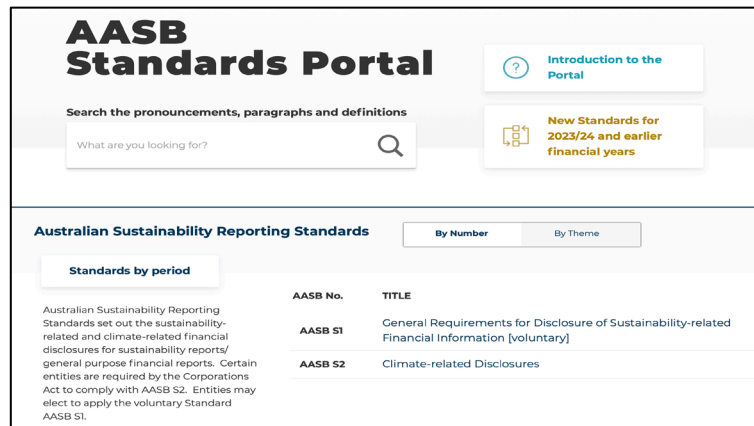 AASB
Standards Portal
Search the pronouncements, paragraphs and definitions
What are you looking for?
Introduction to the
Portal
New Standards for
2023/24 and earlier
financial years
Australian Sustainability Reporting Standards
By Number
By Theme
Standards by period
Australian Sustainability Reporting
Standards set out the sustainability-
related and climate-related financial
disclosures for sustainability reports/
general purpose financial reports. Certain
entities are required by the Corporations
Act to comply with AASB S2. Entities may
elect to apply the voluntary Standard
AASB S1.
AASB No. TITLE
AASB S1 General Requirements for Disclosure of Sustainability-related
Financial Information [voluntary]
AASB S2 Climate-related Disclosures